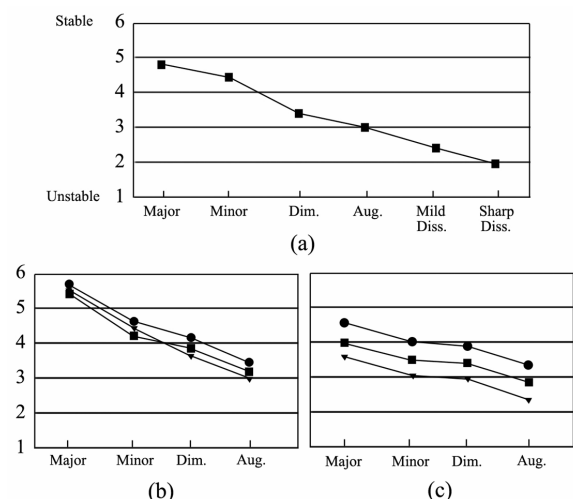 Stable
6
5
4
3
2
Unstable
1
Major Minor Dim. Aug. Mild Diss. Sharp Diss.
(a)
6
5
4
3
2
1
Major Minor Dim. Aug.
(b)
Major Minor Dim. Aug.
(c)